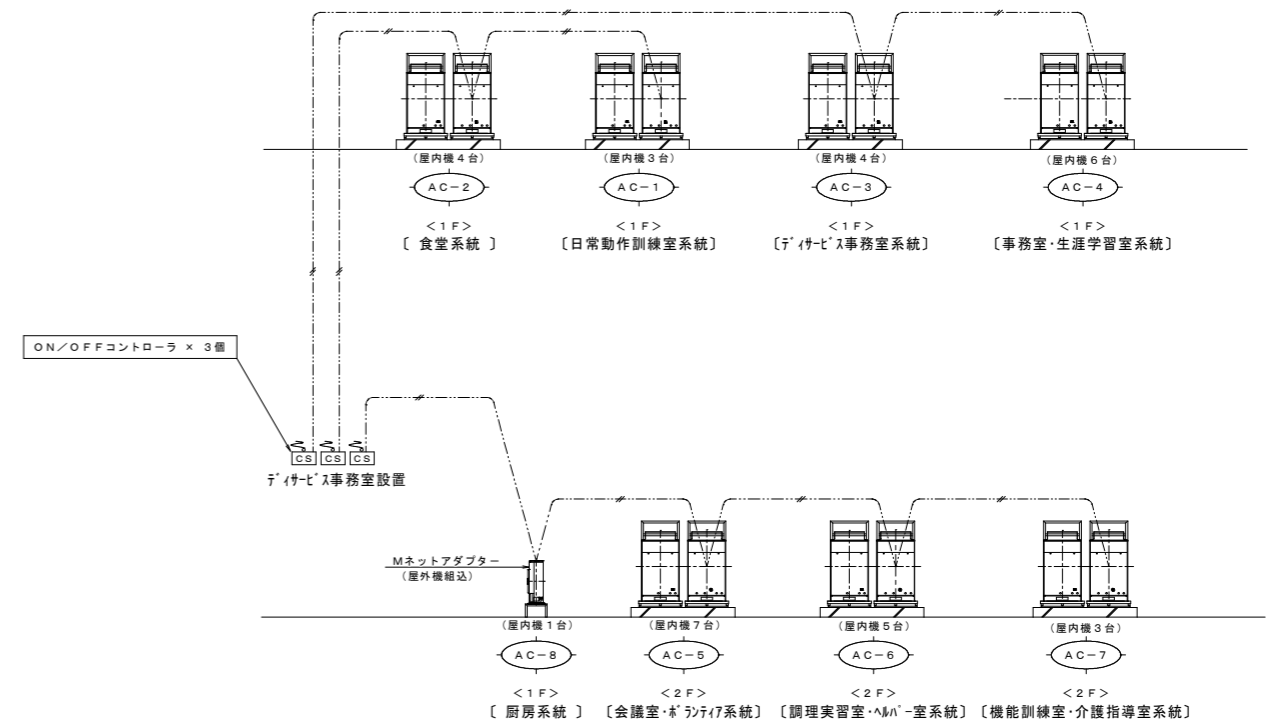 (屋内機4台) (屋内機3台) (屋内機4台) (屋内機6台)
AC-2 AC-1 AC-3 AC-4
<1F> <1F> <1F> <1F>
〔 食堂系統 〕 〔日常動作訓練室系統〕 〔ディサービス事務室系統〕 〔事務室・生涯学習室系統〕
ON/OFFコントローラ × 3個
CS CS CS
ディサービス事務室設置
Mネットアダプター
(屋外機組込)
(屋内機1台) (屋内機7台) (屋内機5台) (屋内機3台)
AC-8 AC-5 AC-6 AC-7
<1F> <2F> <2F> <2F>
〔 厨房系統 〕 〔会議室・ボランティア系統〕 〔調理実習室・ヘルパー室系統〕 〔機能訓練室・介護指導室系統〕